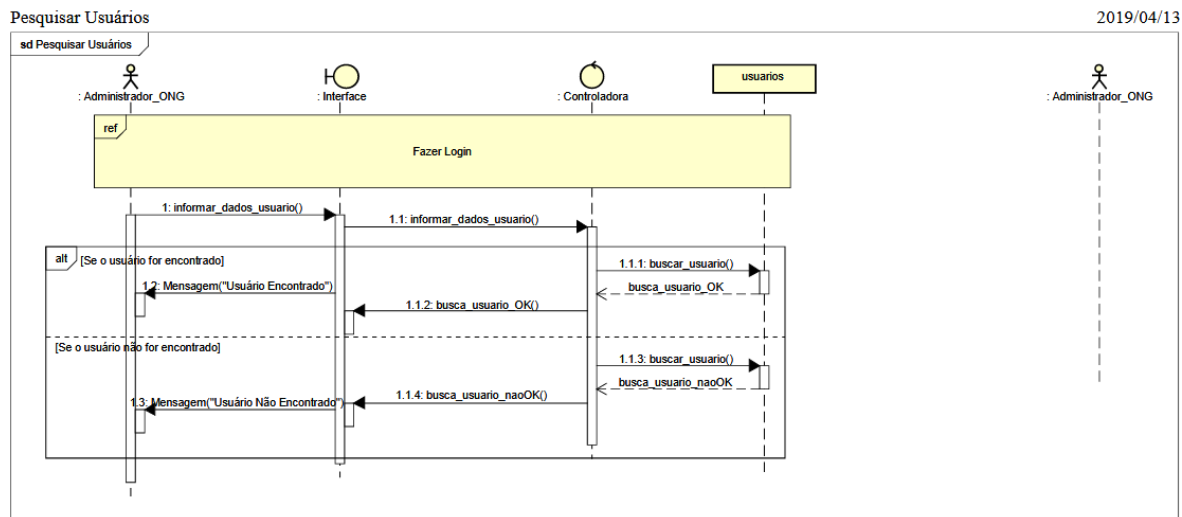 Pesquisar Usuários 2019/04/13
sd Pesquisar Usuários
: Administrador_ONG : Interface : Controladora usuarios : Administrador_ONG
ref
Fazer Login
1: informar_dados_usuario()
1.1: informar_dados_usuario()
alt [Se o usuário for encontrado]
1.1.1: buscar_usuario()
1.2: Mensagem("Usuário Encontrado") busca_usuario_OK
1.1.2: busca_usuario_OK()
[Se o usuário não for encontrado]
1.1.3: buscar_usuario()
busca_usuario_naoOK
1.3: Mensagem("Usuário Não Encontrado") 1.1.4: busca_usuario_naoOK()